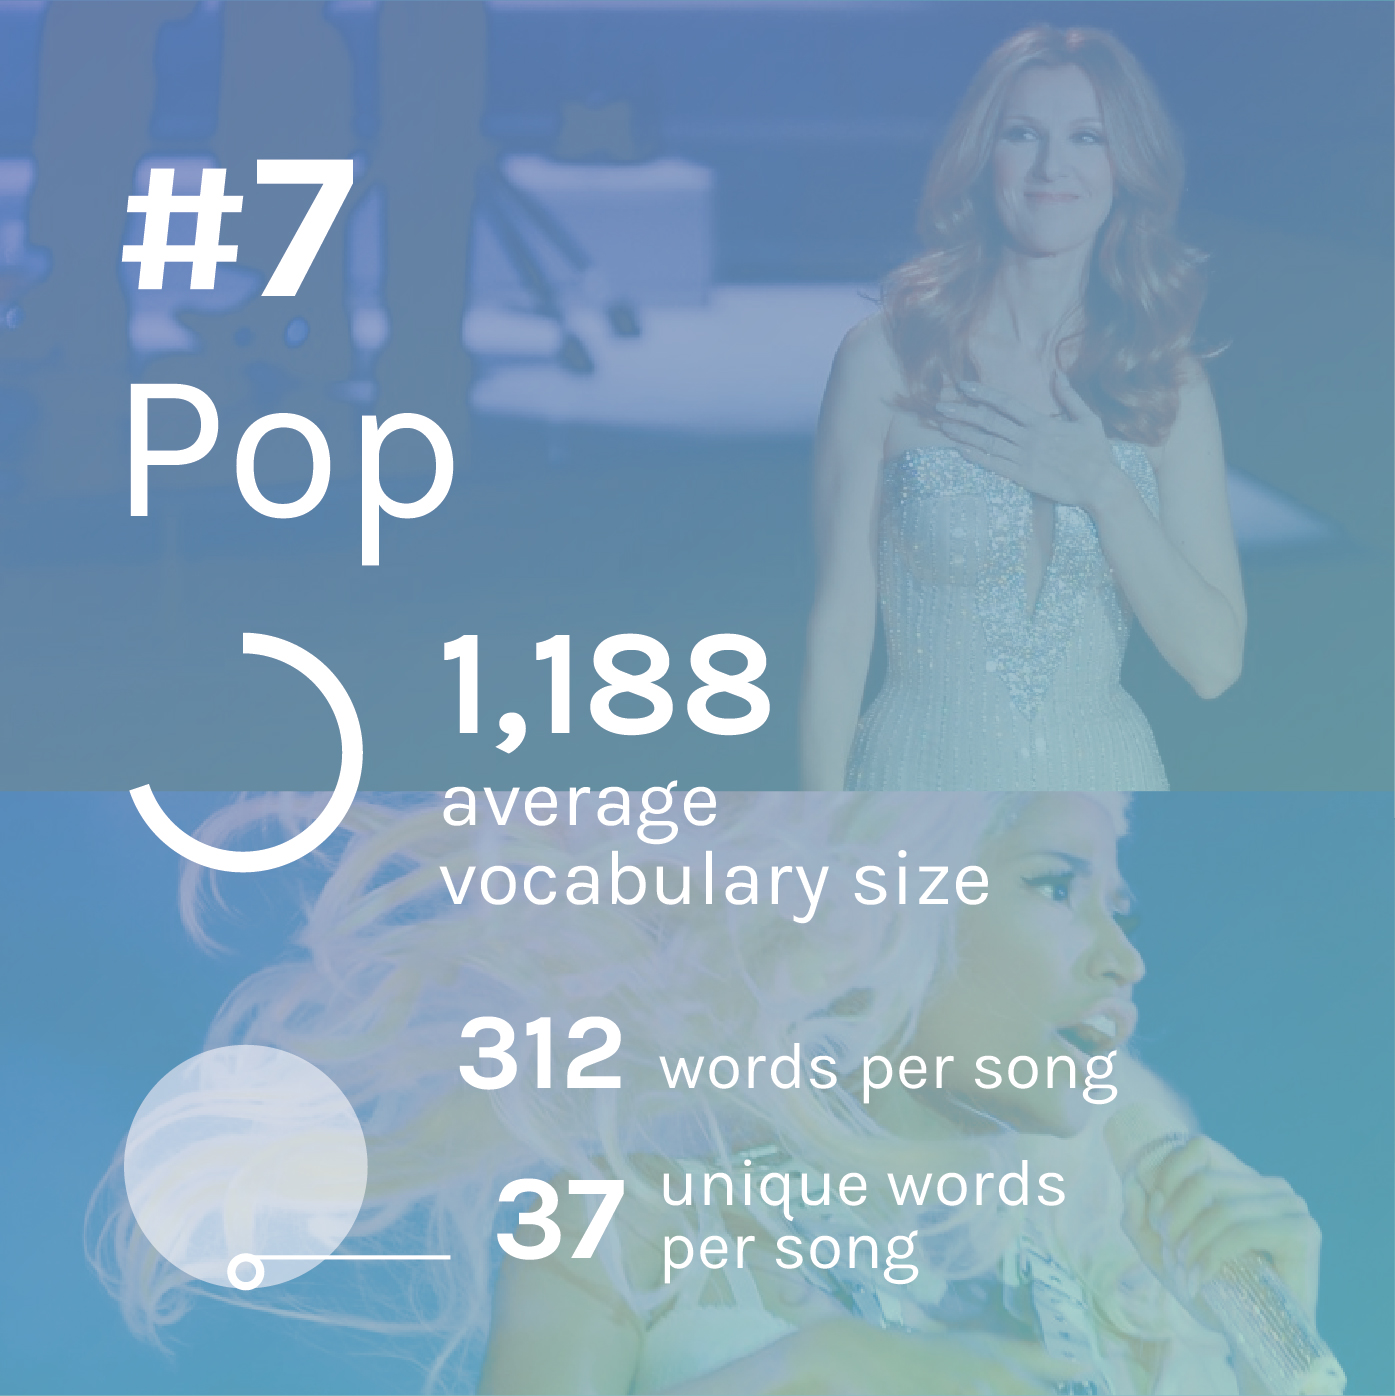 #7
Pop
1,188
average
vocabulary size
312 words per song
37 unique words
per song